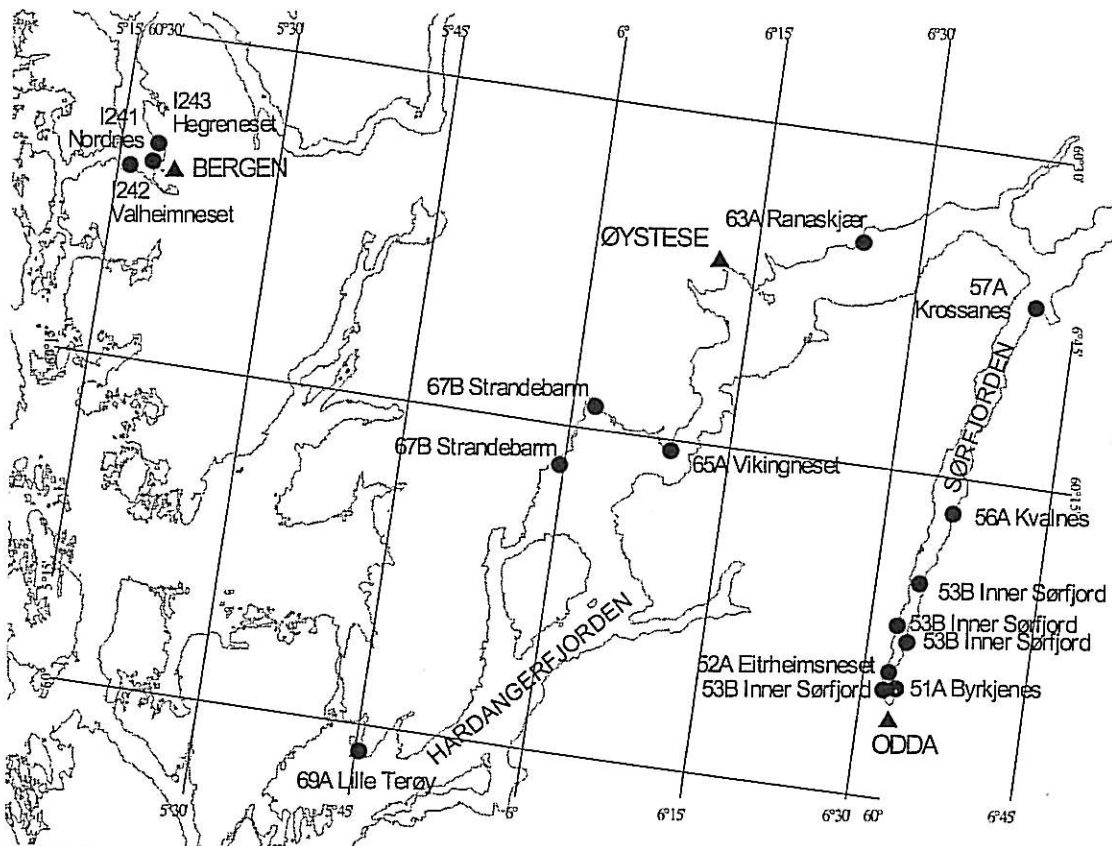 5°15' 60°30'
5°30'
5°45'
6°
6°15'
6°30'
I243
Hegreneset
I241
Nordnes
BERGEN
I242
Valheimneset
60°30'
63A Ranaskjær
ØYSTESE
57A
Krossanes
6°45'
SØRFJORDEN
67B Strandebarm
67B Strandebarm
65A Vikingneset
60°15'
56A Kvalnes
53B Inner Sørfjord
53B Inner Sørfjord
53B Inner Sørfjord
52A Eitrheimsneset
53B Inner Sørfjord
51A Byrkjenes
ODDA
HARDANGERFJORDEN
69A Lille Terøy
5°30'
5°45'
6°
6°15'
6°30' 60°
6°45'